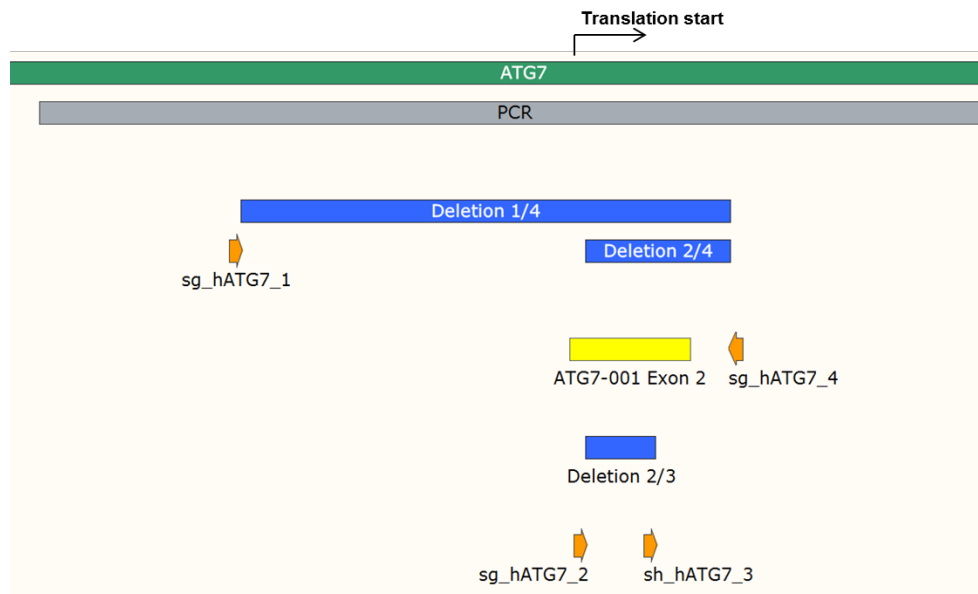 Translation start
ATG7
PCR
Deletion 1/4
Deletion 2/4
sg_hATG7_1
ATG7-001 Exon 2
sg_hATG7_4
Deletion 2/3
sg_hATG7_2
sh_hATG7_3